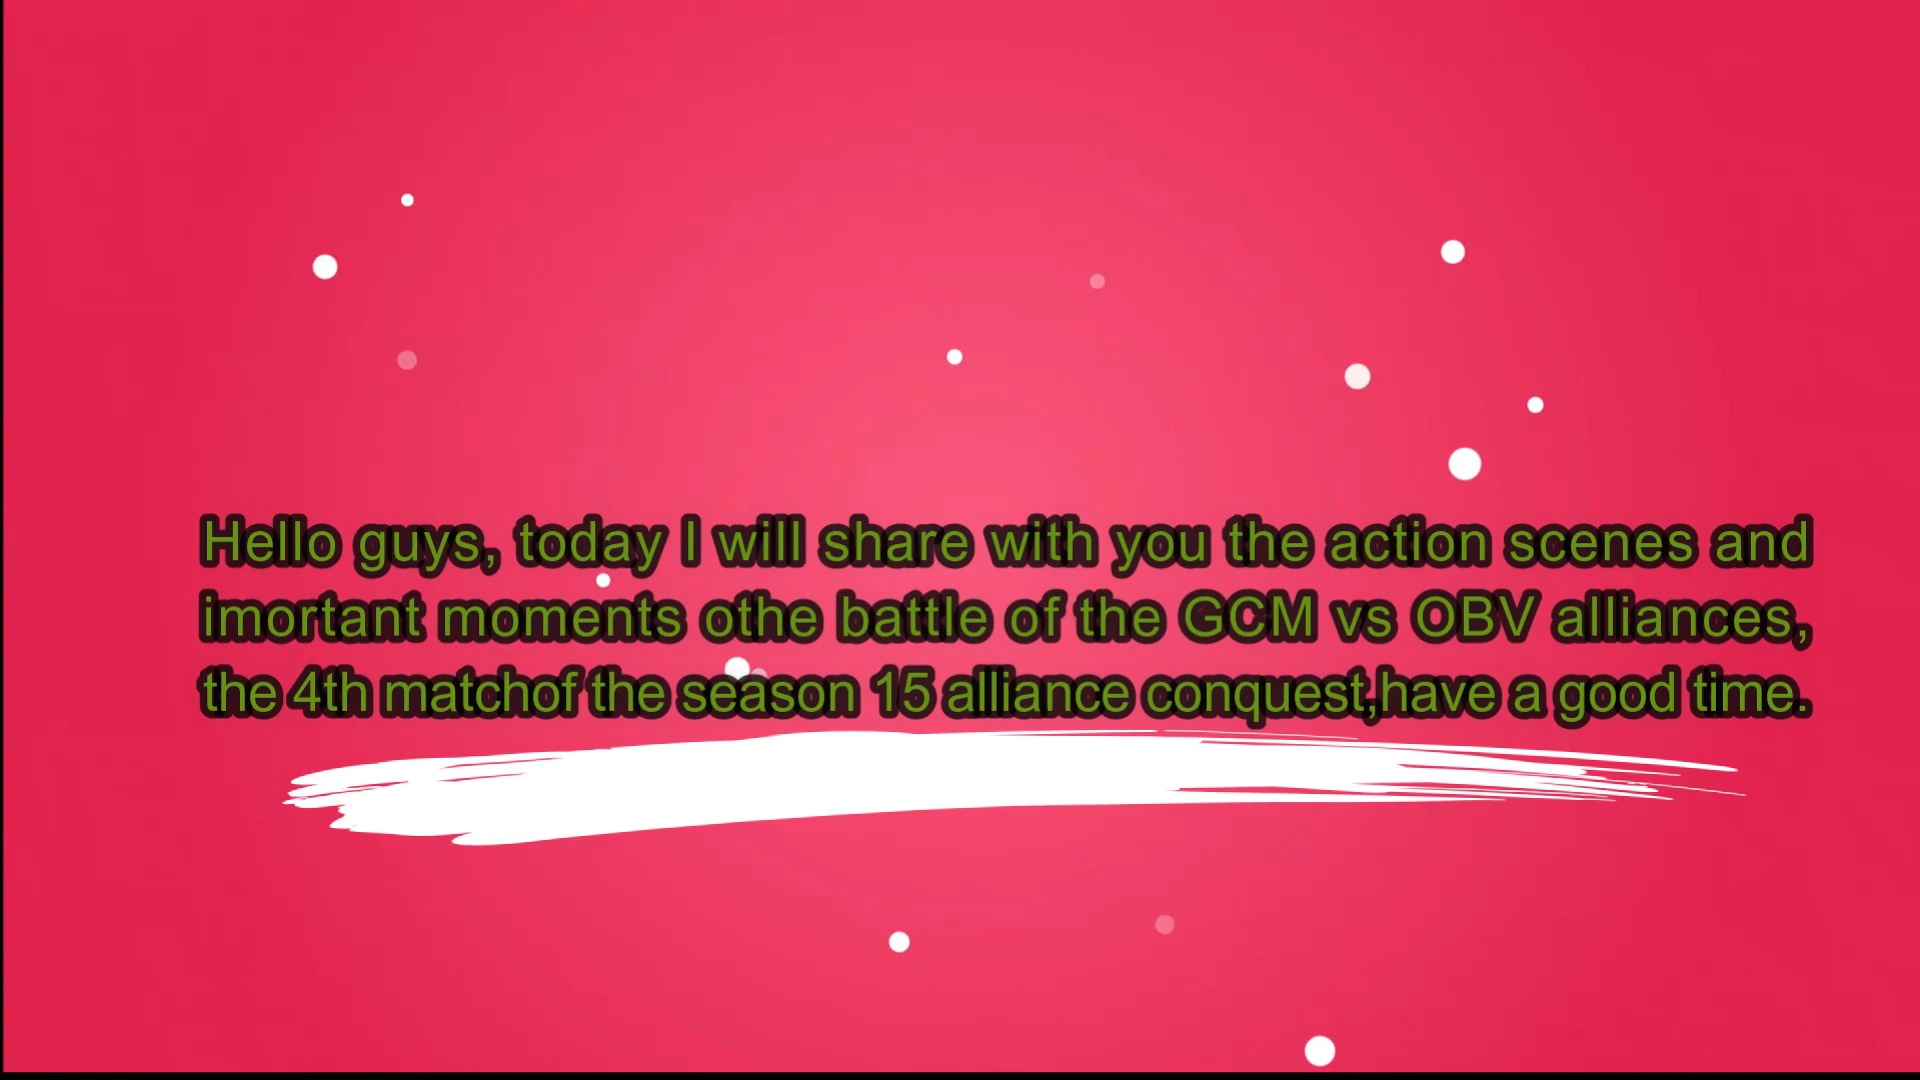 Hello guys, today I will share with you the action scenes and
imortant moments othe battle of the GCM vs OBV alliances,
the 4th matchof the season 15 alliance conquest,have a good time.